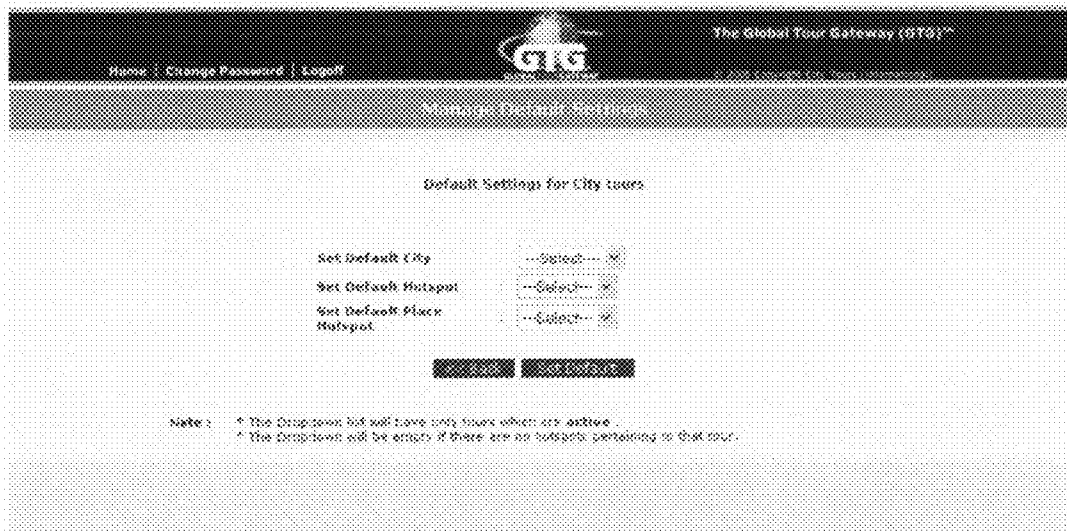 The Global Tour Gateway (GTG)™
GTG
Home | Change Password | Logoff
Manage Default Settings
Default Settings for City tours
Set Default City : ---Select---
Set Default Hotspot : ---Select---
Set Default Place : ---Select---
Hotspot
<< Back Set Default
Note : * The Dropdown list will have only tours which are active .
* The Dropdown will be empty if there are no hotspots pertaining to that tour.